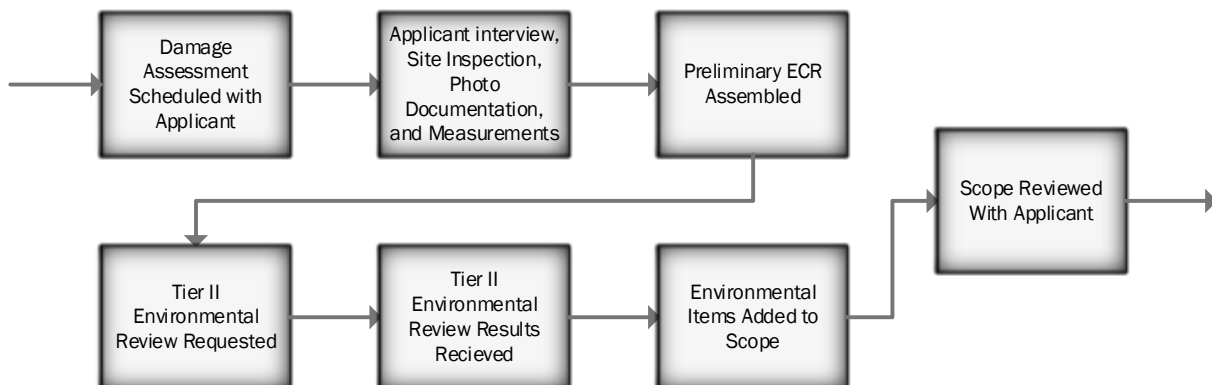 Damage
Assessment
Scheduled with
Applicant
Applicant interview,
Site Inspection,
Photo
Documentation,
and Measurements
Preliminary ECR
Assembled
Tier II
Environmental
Review Requested
Tier II
Environmental
Review Results
Recieved
Environmental
Items Added to
Scope
Scope Reviewed
With Applicant